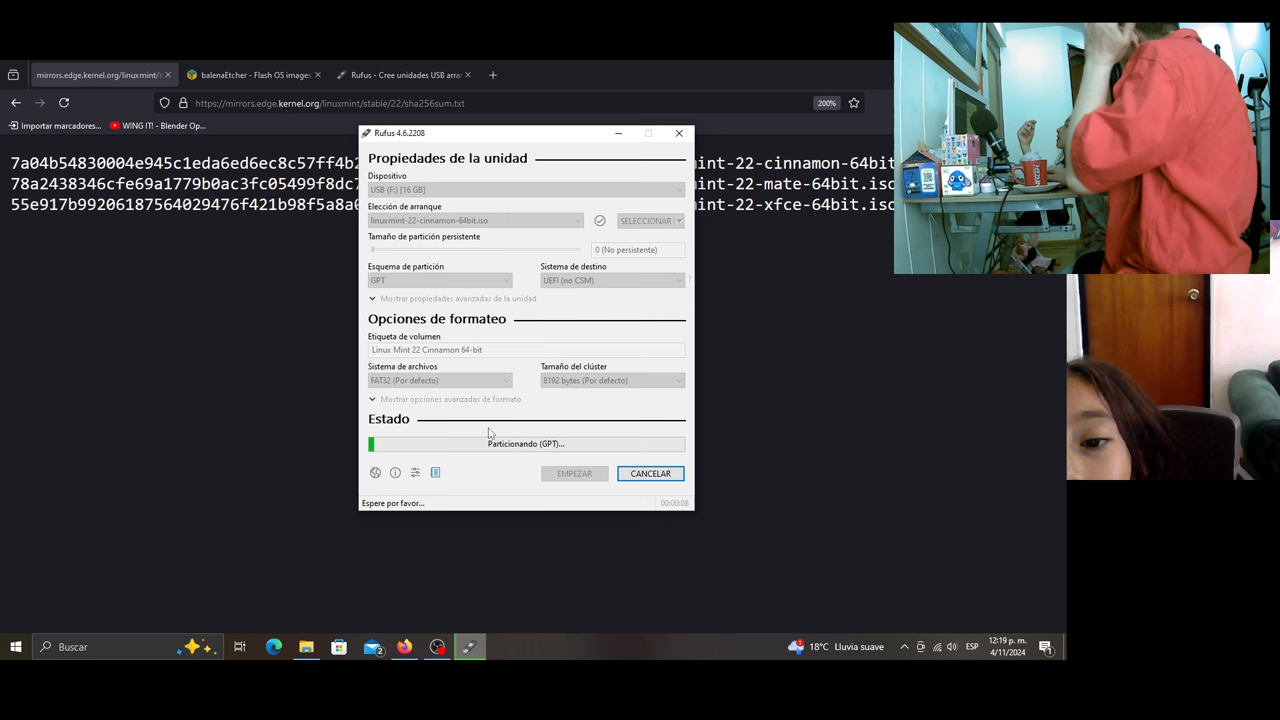 mirrors.edge.kernel.org/linuxmint/s
balenaEtcher - Flash OS images
Rufus - Cree unidades USB arra
https://mirrors.edge.kernel.org/linuxmint/stable/22/sha256sum.txt
200%
Importar marcadores...
WING IT! - Blender Op...
7a04b54830004e945c1eda6ed6ec8c57ff4b2
int-22-cinnamon-64bit
78a2438346cfe69a1779b0ac3fc05499f8dc7
int-22-mate-64bit.iso
55e917b99206187564029476f421b98f5a8a0
int-22-xfce-64bit.iso
Rufus 4.6.2208
Propiedades de la unidad
Dispositivo
USB (F:) [16 GB]
Elección de arranque
linuxmint-22-cinnamon-64bit.iso
SELECCIONAR
Tamaño de partición persistente
0 (No persistente)
Esquema de partición
Sistema de destino
GPT
UEFI (no CSM)
?
Mostrar propiedades avanzadas de la unidad
Opciones de formateo
Etiqueta de volumen
Linux Mint 22 Cinnamon 64-bit
Sistema de archivos
Tamaño del clúster
FAT32 (Por defecto)
8192 bytes (Por defecto)
Mostrar opciones avanzadas de formato
Estado
Particionando (GPT)...
EMPEZAR
CANCELAR
Espere por favor...
00:00:08
Buscar
2
1
18°C Lluvia suave
ESP
12:19 p. m.
4/11/2024
1